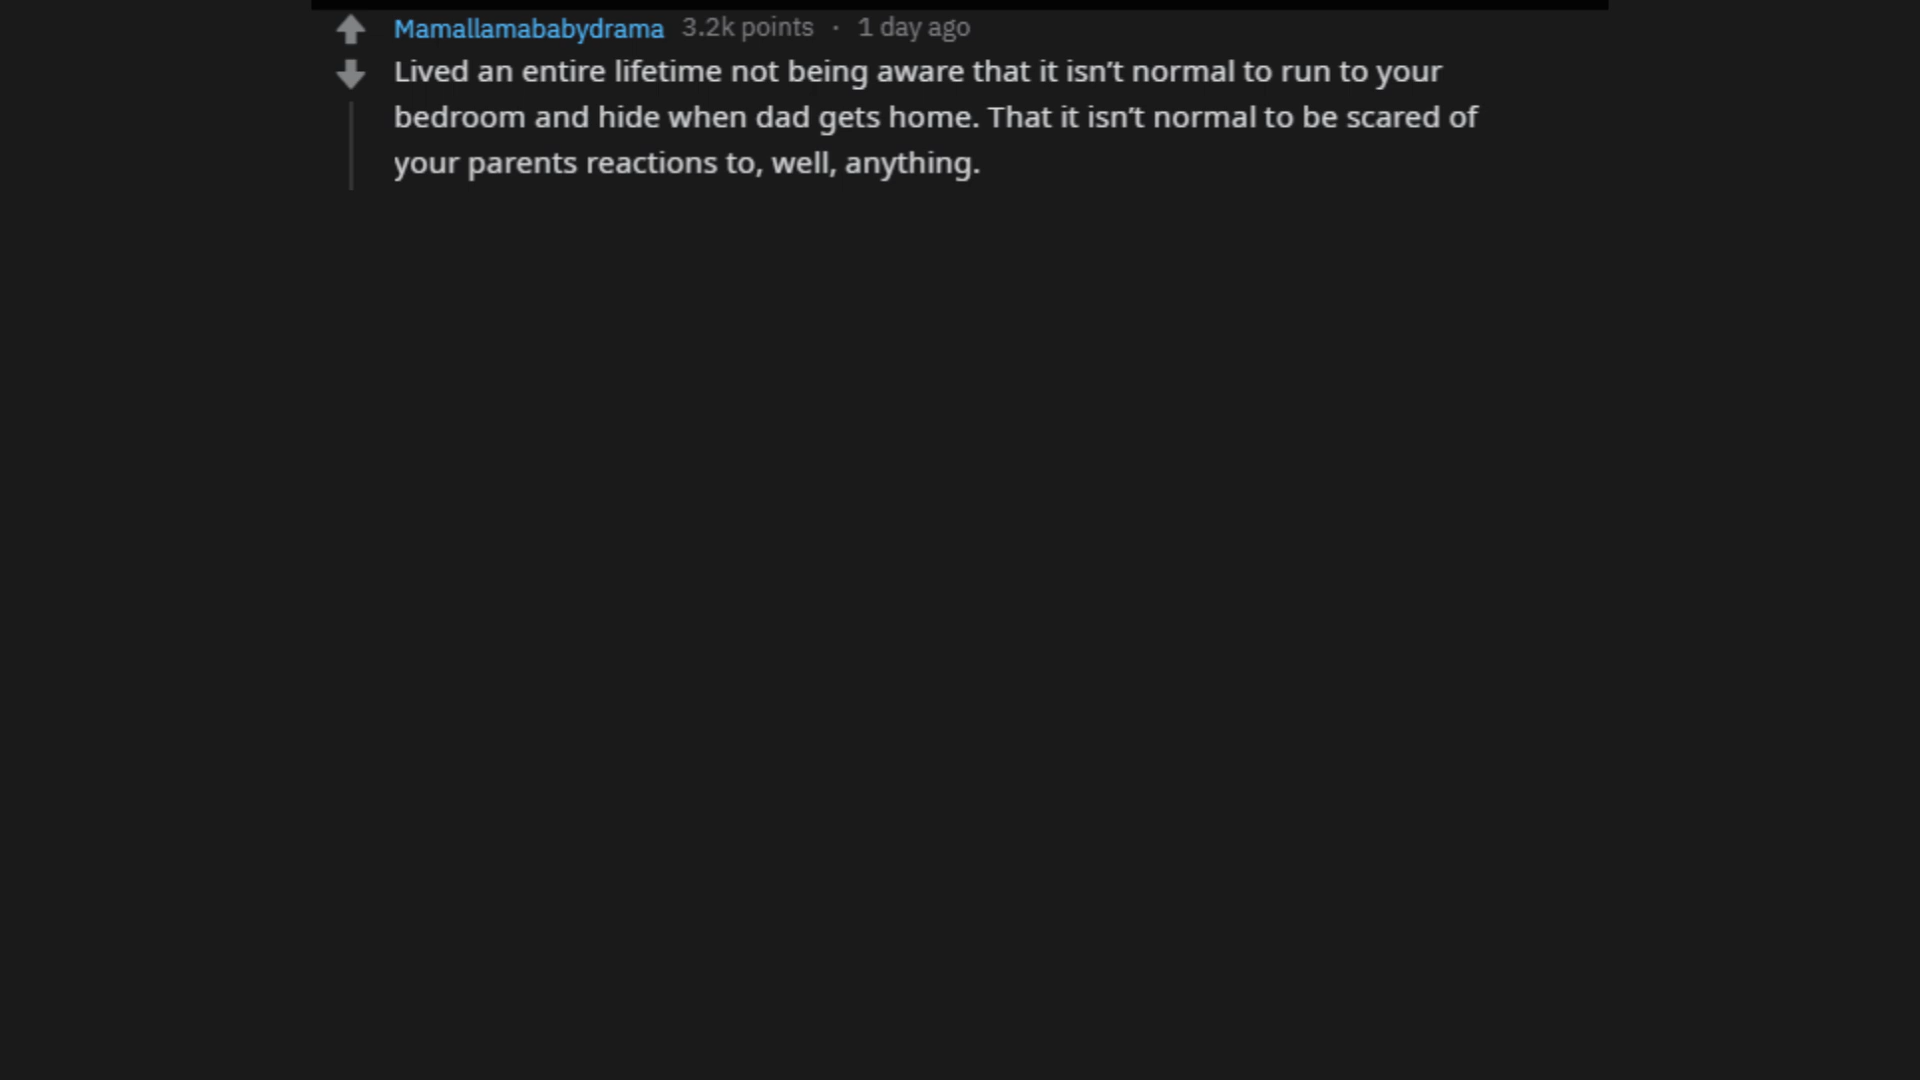 Mamallamababydrama 3.2k points · 1 day ago
Lived an entire lifetime not being aware that it isn’t normal to run to your
bedroom and hide when dad gets home. That it isn’t normal to be scared of
your parents reactions to, well, anything.